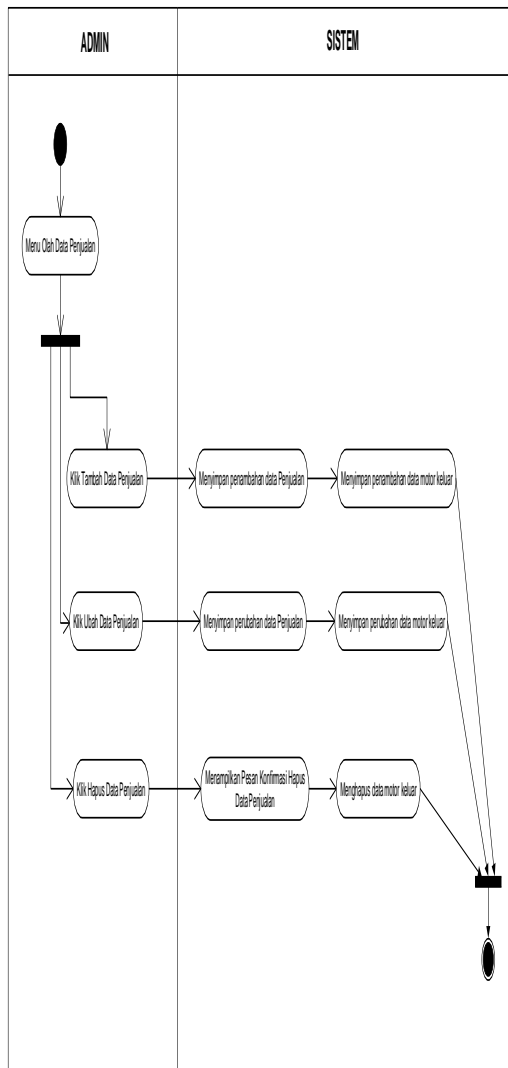 ADMIN
SISTEM
Menu Olah Data Penjualan
Klik Tambah Data Penjualan
Menyimpan penambahan data Penjualan
Menyimpan penambahan data motor keluar
Klik Ubah Data Penjualan
Menyimpan perubahan data Penjualan
Menyimpan perubahan data motor keluar
Klik Hapus Data Penjualan
Menampilkan Pesan Konfirmasi Hapus
Data Penjualan
Menghapus data motor keluar